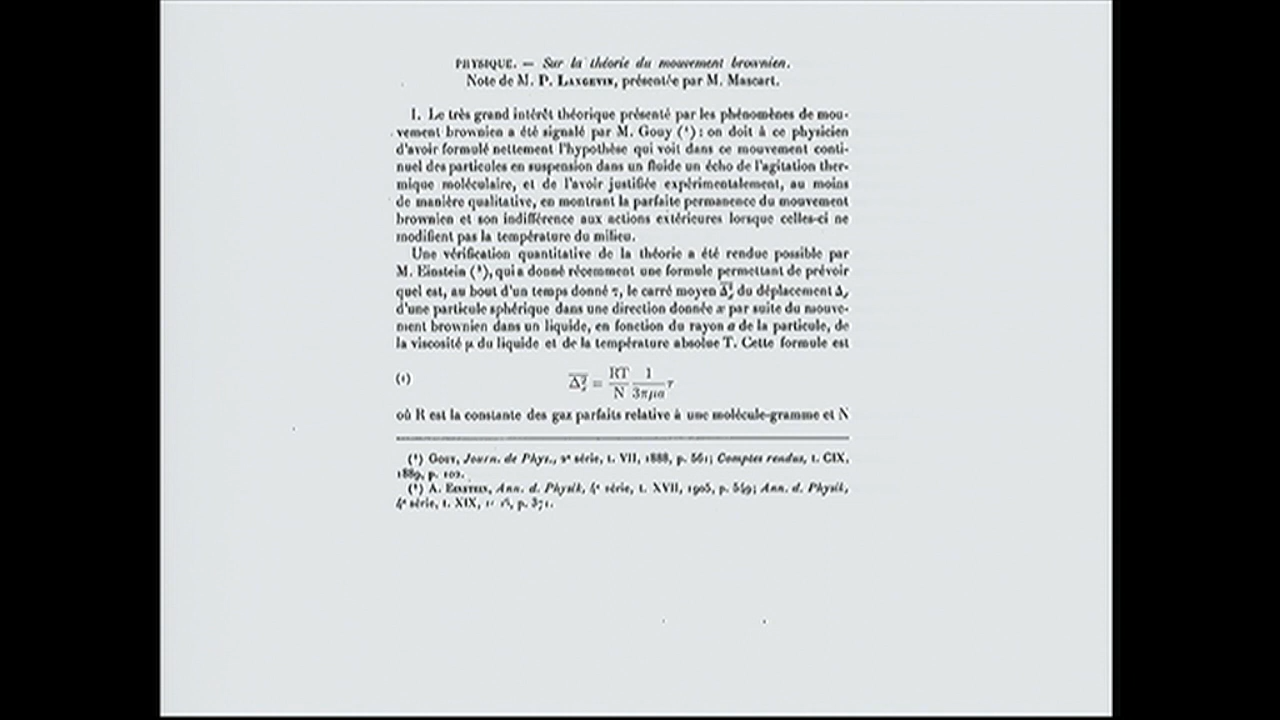 PHYSIQUE. — Sur la théorie du mouvement brownien.
Note de M. P. LANGEVIN, présentée par M. Mascart.
I. Le très grand intérêt théorique présenté par les phénomènes de mou-
vement brownien a été signalé par M. Gouy (¹): on doit à ce physicien
d'avoir formulé nettement l'hypothèse qui voit dans ce mouvement conti-
nuel des particules en suspension dans un fluide un écho de l'agitation ther-
mique moléculaire, et de l'avoir justifiée expérimentalement, au moins
de manière qualitative, en montrant la parfaite permanence du mouvement
brownien et son indifférence aux actions extérieures lorsque celles-ci ne
modifient pas la température du milieu.
Une vérification quantitative de la théorie a été rendue possible par
M. Einstein (²), qui a donné récemment une formule permettant de prévoir
quel est, au bout d'un temps donné τ, le carré moyen \overline{Δ_x^2} du déplacement Δ_x
d'une particule sphérique dans une direction donnée x par suite du mouve-
ment brownien dans un liquide, en fonction du rayon a de la particule, de
la viscosité μ du liquide et de la température absolue T. Cette formule est
(1) \overline{Δ_x^2} = \frac{RT}{N} \frac{1}{3πμa} τ
où R est la constante des gaz parfaits relative à une molécule-gramme et N
(¹) GOUY, Journ. de Phys., 2ᵉ série, t. VII, 1888, p. 561; Comptes rendus, t. CIX,
1889, p. 102.
(²) A. EINSTEIN, Ann. d. Physik, 4ᵉ série, t. XVII, 1905, p. 549; Ann. d. Physik,
4ᵉ série, t. XIX, p. 371.